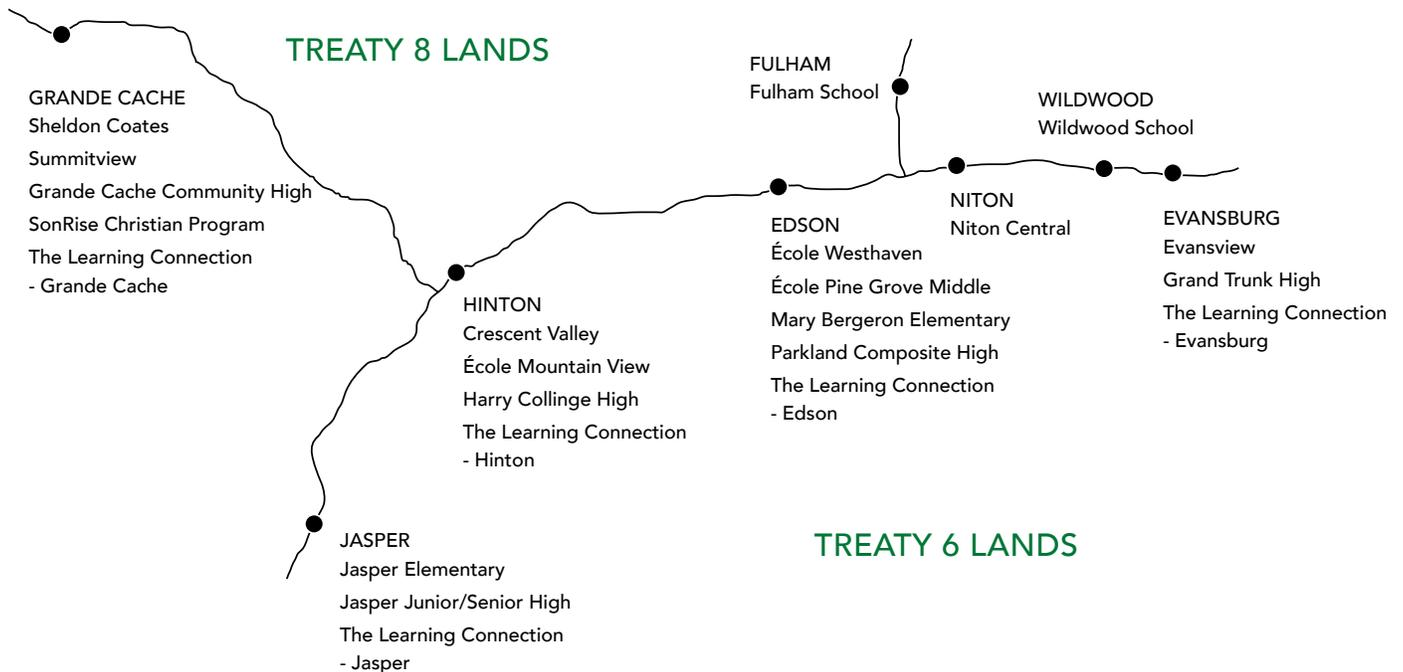 TREATY 8 LANDS
GRANDE CACHE
Sheldon Coates
Summitview
Grande Cache Community High
SonRise Christian Program
The Learning Connection
- Grande Cache
FULHAM
Fulham School
WILDWOOD
Wildwood School
NITON
Niton Central
EDSON
École Westhaven
École Pine Grove Middle
Mary Bergeron Elementary
Parkland Composite High
The Learning Connection
- Edson
EVANSBURG
Evansview
Grand Trunk High
The Learning Connection
- Evansburg
HINTON
Crescent Valley
École Mountain View
Harry Collinge High
The Learning Connection
- Hinton
JASPER
Jasper Elementary
Jasper Junior/Senior High
The Learning Connection
- Jasper
TREATY 6 LANDS